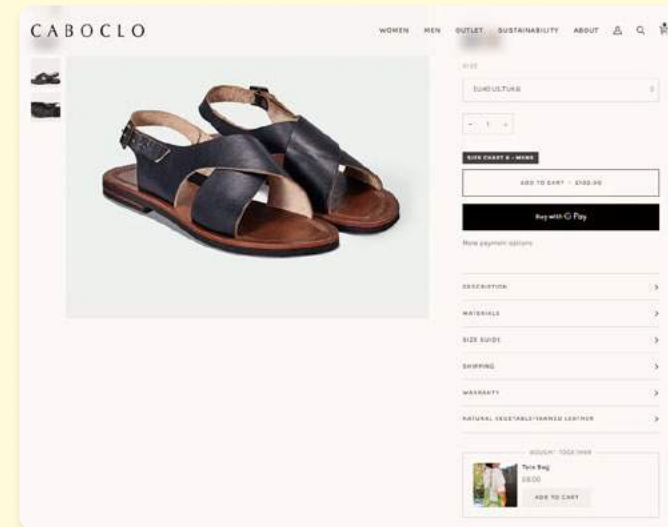 CABOCLO
WOMEN MEN OUTLET SUSTAINABILITY ABOUT
SIZE
- 1 +
SIZE CHART B - MENS
ADD TO CART
Buy with G Pay
More payment options
DESCRIPTION
MATERIALS
SIZE GUIDE
SHIPPING
WARRANTY
NATURAL VEGETABLE-TANNED LEATHER
BOUGHT TOGETHER
Tote Bag
ADD TO CART